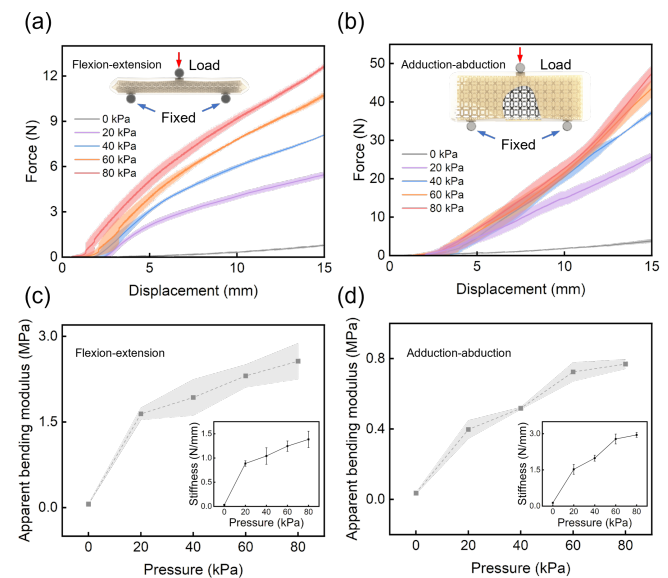 (a)
Flexion-extension
Load
Fixed
0 kPa
20 kPa
40 kPa
60 kPa
80 kPa
Force (N)
12
9
6
3
0
0
5
10
15
Displacement (mm)
(b)
Adduction-abduction
Load
Fixed
0 kPa
20 kPa
40 kPa
60 kPa
80 kPa
Force (N)
50
40
30
20
10
0
0
5
10
15
Displacement (mm)
(c)
Flexion-extension
Apparent bending modulus (MPa)
3.0
1.5
0.0
0
20
40
60
80
Pressure (kPa)
Stiffness (N/mm)
1.5
1.0
0.5
0.0
0
20
40
60
80
Pressure (kPa)
(d)
Adduction-abduction
Apparent bending modulus (MPa)
0.8
0.4
0.0
0
20
40
60
80
Pressure (kPa)
Stiffness (N/mm)
3.0
1.5
0.0
0
20
40
60
80
Pressure (kPa)